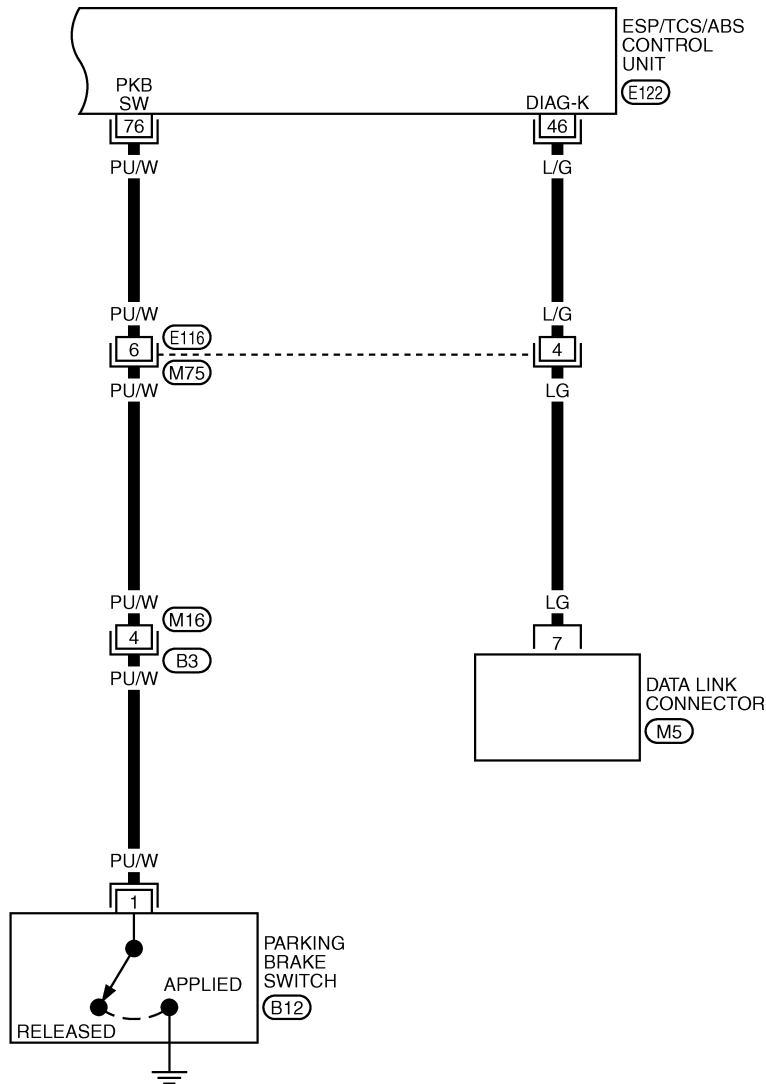 ESP/TCS/ABS
CONTROL
UNIT
E122
PKB
SW
DIAG-K
76
46
PU/W
L/G
PU/W
L/G
6
E116
4
M75
PU/W
LG
PU/W
LG
M16
4
7
B3
PU/W
DATA LINK
CONNECTOR
M5
PU/W
1
PARKING
BRAKE
SWITCH
B12
APPLIED
RELEASED